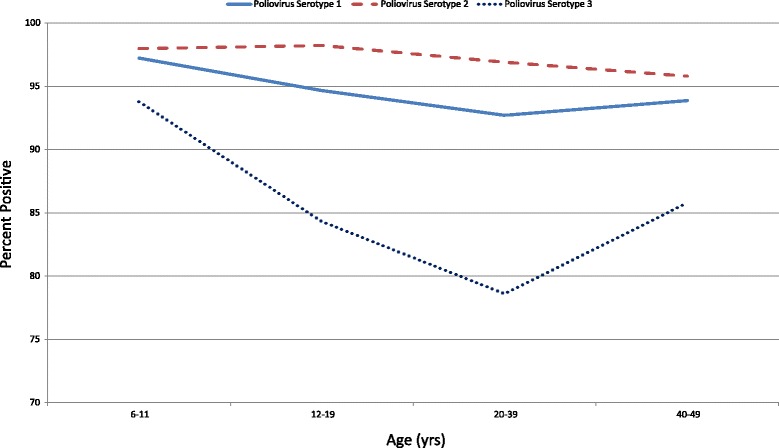 Poliovirus Serotype 1 Poliovirus Serotype 2 Poliovirus Serotype 3
100
95
90
85
80
75
70
Percent Positive
6-11 12-19 20-39 40-49
Age (yrs)